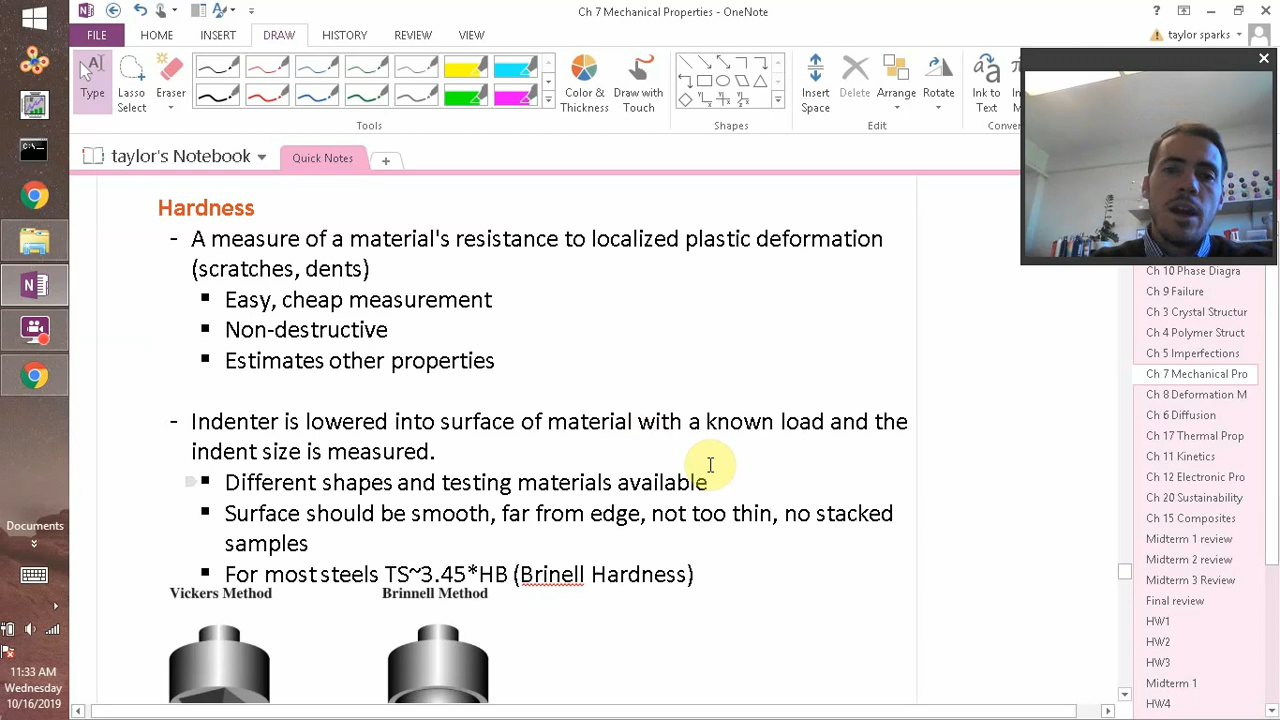 Ch 7 Mechanical Properties - OneNote
?
FILE
HOME
INSERT
DRAW
HISTORY
REVIEW
VIEW
taylor sparks
Type
Lasso
Select
Eraser
Color &
Thickness
Draw with
Touch
Insert
Space
Delete
Arrange
Rotate
Ink to
Text
Tools
Shapes
Edit
Conver
taylor's Notebook
Quick Notes
Hardness
- A measure of a material's resistance to localized plastic deformation
(scratches, dents)
▪ Easy, cheap measurement
▪ Non-destructive
▪ Estimates other properties
- Indenter is lowered into surface of material with a known load and the
indent size is measured.
▪ Different shapes and testing materials available
▪ Surface should be smooth, far from edge, not too thin, no stacked
samples
▪ For most steels TS~3.45*HB (Brinell Hardness)
Vickers Method
Brinnell Method
Ch 10 Phase Diagra
Ch 9 Failure
Ch 3 Crystal Structur
Ch 4 Polymer Struct
Ch 5 Imperfections
Ch 7 Mechanical Pro
Ch 8 Deformation M
Ch 6 Diffusion
Ch 17 Thermal Prop
Ch 11 Kinetics
Ch 12 Electronic Pro
Ch 20 Sustainability
Ch 15 Composites
Midterm 1 review
Midterm 2 review
Midterm 3 Review
Final review
HW1
HW2
HW3
Midterm 1
HW4
Documents
11:33 AM
Wednesday
10/16/2019